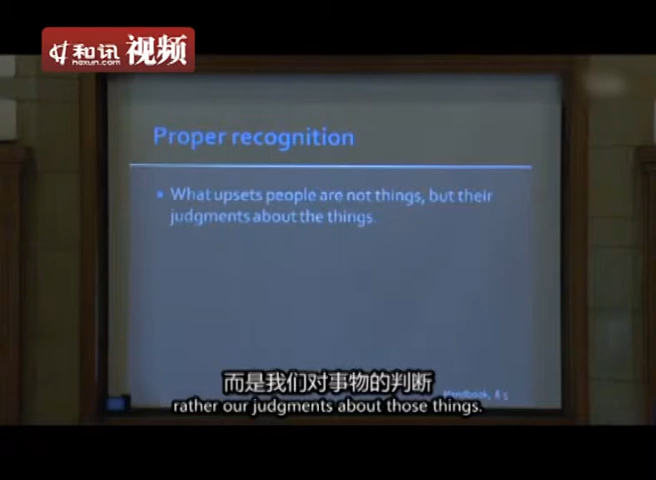 和讯 视频
hexun.com
Proper recognition
What upsets people are not things, but their
judgments about the things.
而是我们对事物的判断
Handbook,
rather our judgments about those things.